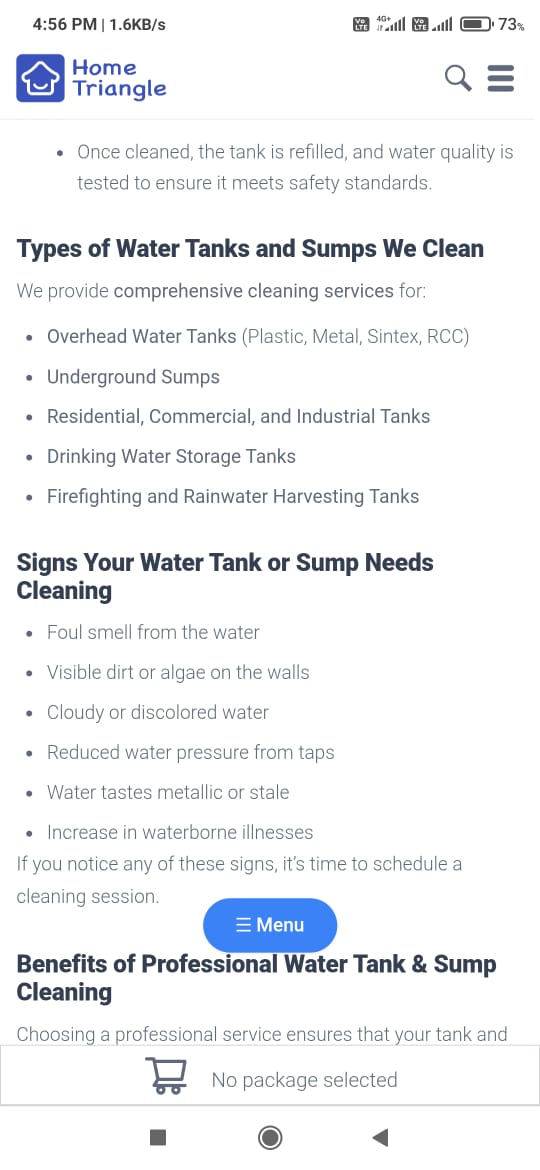 4:56 PM | 1.6KB/s
Vo LTE 4G+ Vo LTE 73%
Home
Triangle
• Once cleaned, the tank is refilled, and water quality is
tested to ensure it meets safety standards.
Types of Water Tanks and Sumps We Clean
We provide comprehensive cleaning services for:
• Overhead Water Tanks (Plastic, Metal, Sintex, RCC)
• Underground Sumps
• Residential, Commercial, and Industrial Tanks
• Drinking Water Storage Tanks
• Firefighting and Rainwater Harvesting Tanks
Signs Your Water Tank or Sump Needs
Cleaning
• Foul smell from the water
• Visible dirt or algae on the walls
• Cloudy or discolored water
• Reduced water pressure from taps
• Water tastes metallic or stale
• Increase in waterborne illnesses
If you notice any of these signs, it's time to schedule a
cleaning session.
☰ Menu
Benefits of Professional Water Tank & Sump
Cleaning
Choosing a professional service ensures that your tank and
No package selected